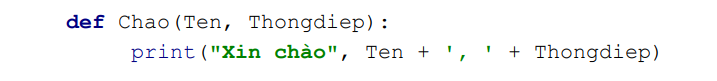 def Chao(Ten, Thongdiep):
print("Xin chào", Ten + ', ' + Thongdiep)